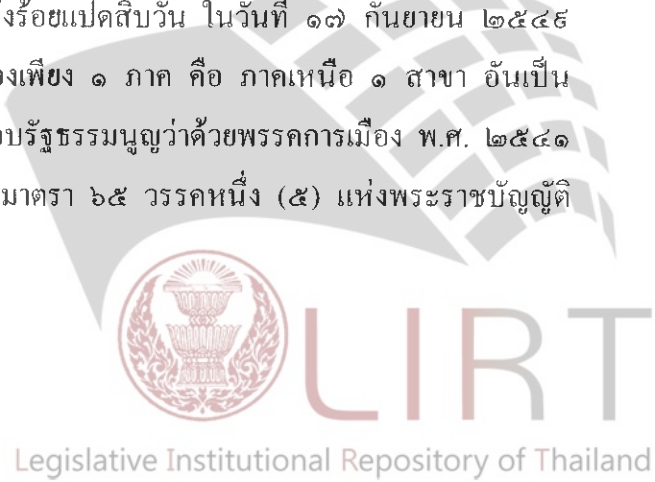 งร้อยแปดสิบวัน ในวันที่ ๑๗ กันยายน ๒๕๔๙
งเพียง ๑ ภาค คือ ภาคเหนือ ๑ สาขา อันเป็น
บรัฐธรรมนูญว่าด้วยพรรคการเมือง พ.ศ. ๒๕๔๑
มาตรา ๖๕ วรรคหนึ่ง (๕) แห่งพระราชบัญญัติ
LIRT
Legislative Institutional Repository of Thailand